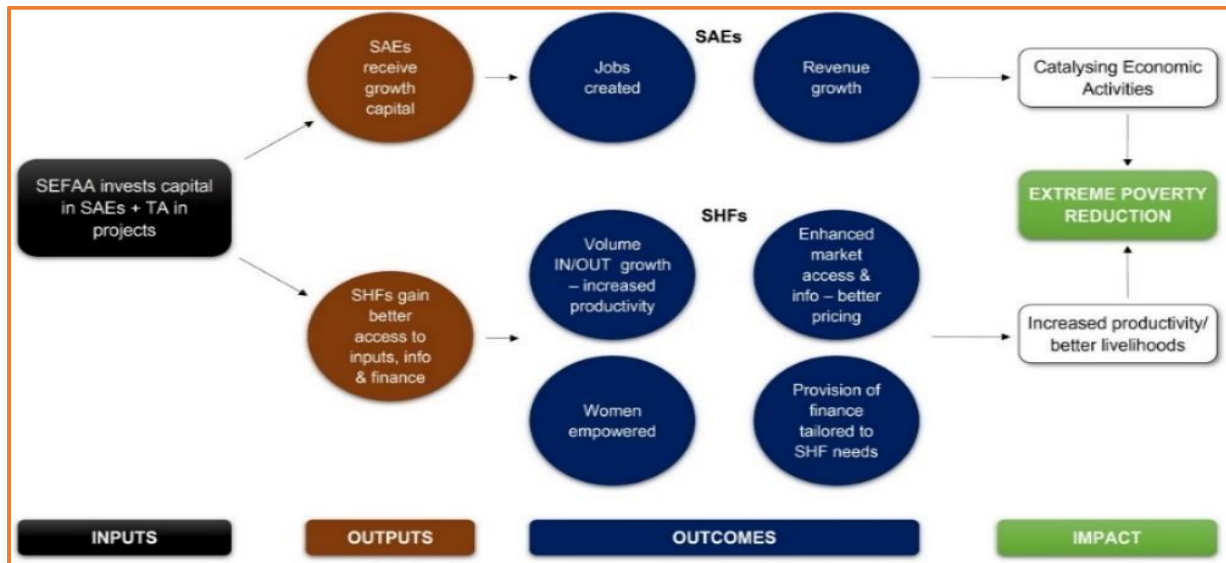 SAEs
receive
growth
capital
SAEs
Jobs
created
Revenue
growth
Catalysing Economic
Activities
SEFAA invests capital
in SAEs + TA in
projects
EXTREME POVERTY
REDUCTION
SHFs
Volume
IN/OUT growth
– increased
productivity
Enhanced
market
access &
info – better
pricing
SHFs gain
better
access to
inputs, info
& finance
Increased productivity/
better livelihoods
Women
empowered
Provision of
finance
tailored to
SHF needs
INPUTS
OUTPUTS
OUTCOMES
IMPACT